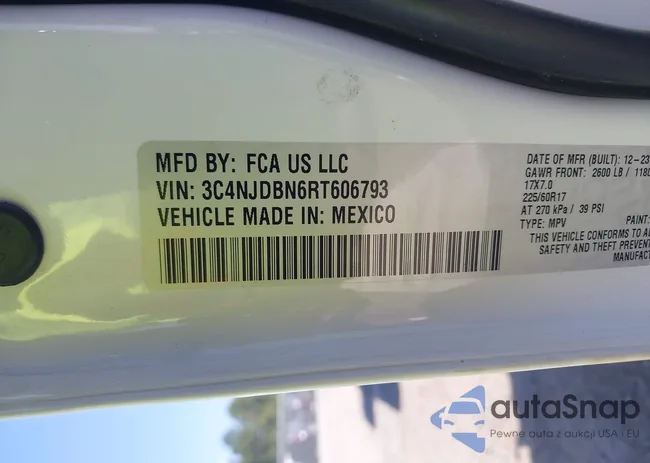 MFD BY: FCA US LLC
VIN: 3C4NJDBN6RT606793
VEHICLE MADE IN: MEXICO
DATE OF MFR (BUILT): 12-23
GAWR FRONT: 2600 LB / 1180
17X7.0
225/60R17
AT 270 kPa / 39 PSI
TYPE: MPV PAINT:
THIS VEHICLE CONFORMS TO AL
SAFETY AND THEFT PREVENT
MANUFACT
autaSnap
Pewne auta z aukcji USA i EU